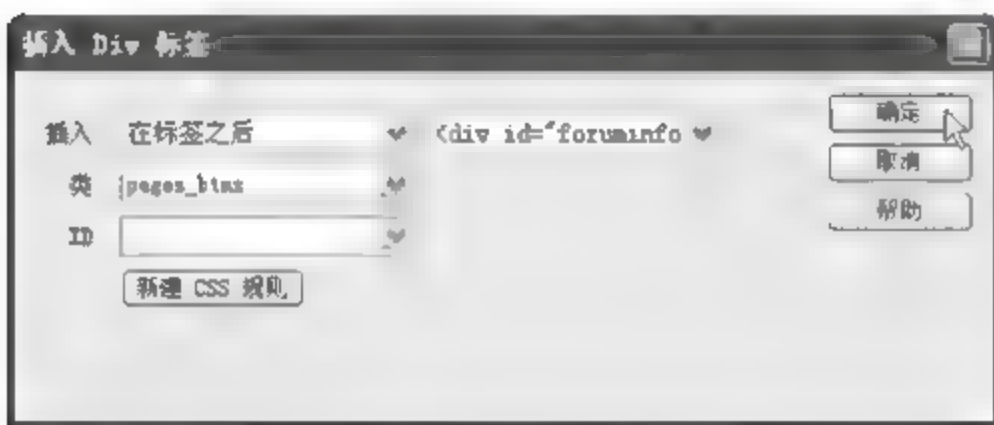 插入 Div 标签
插入 在标签之后 <div id="foruminfo
确定
类 pages_btns
取消
ID
帮助
新建 CSS 规则